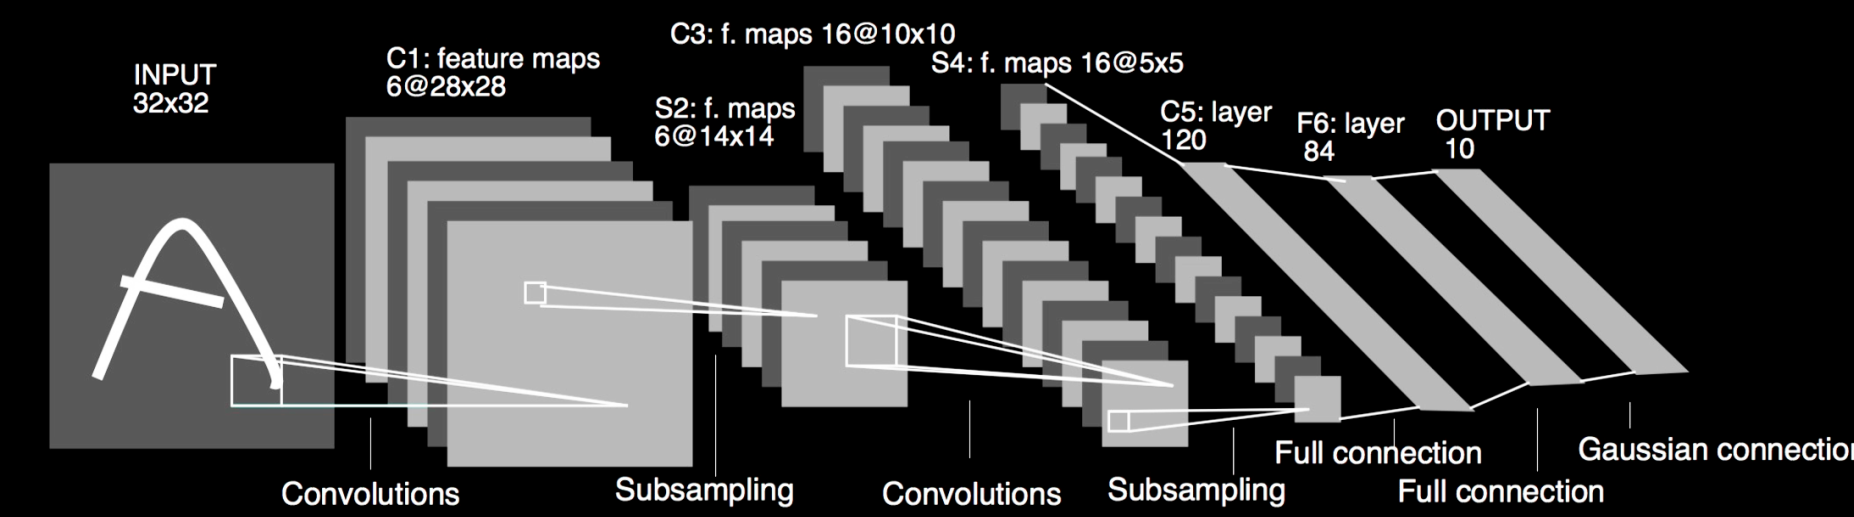 INPUT
32x32
C1: feature maps
6@28x28
S2: f. maps
6@14x14
C3: f. maps 16@10x10
S4: f. maps 16@5x5
C5: layer
120
F6: layer
84
OUTPUT
10
Convolutions
Subsampling
Convolutions
Subsampling
Full connection
Full connection
Gaussian connection
A